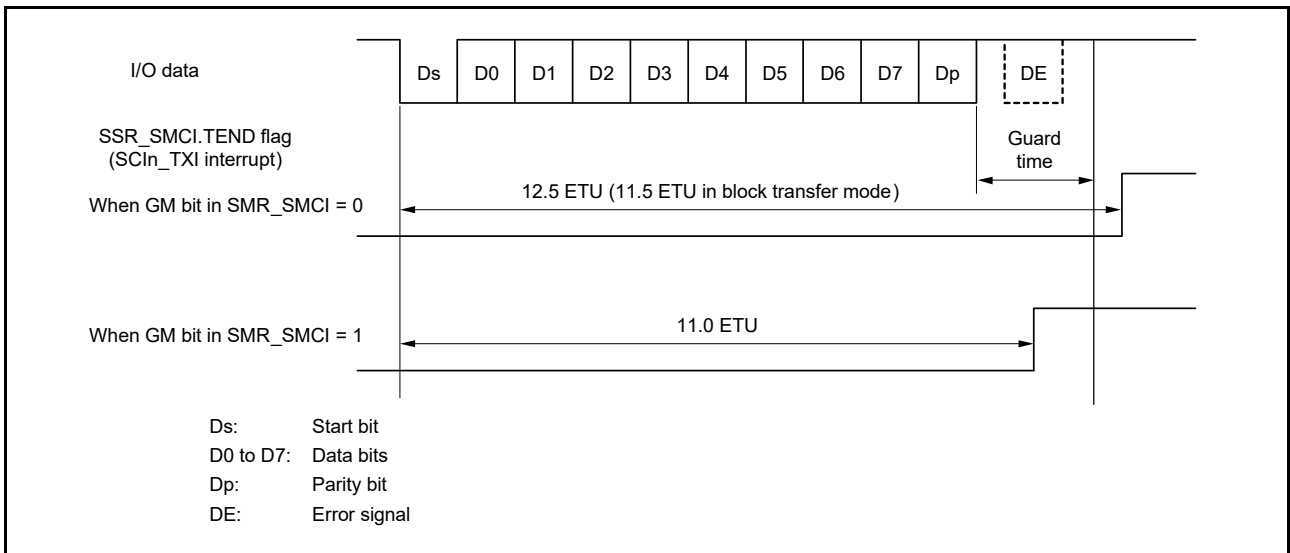 I/O data
Ds D0 D1 D2 D3 D4 D5 D6 D7 Dp DE
SSR_SMCI.TEND flag
(SCIn_TXI interrupt)
Guard
time
12.5 ETU (11.5 ETU in block transfer mode)
When GM bit in SMR_SMCI = 0
11.0 ETU
When GM bit in SMR_SMCI = 1
Ds: Start bit
D0 to D7: Data bits
Dp: Parity bit
DE: Error signal